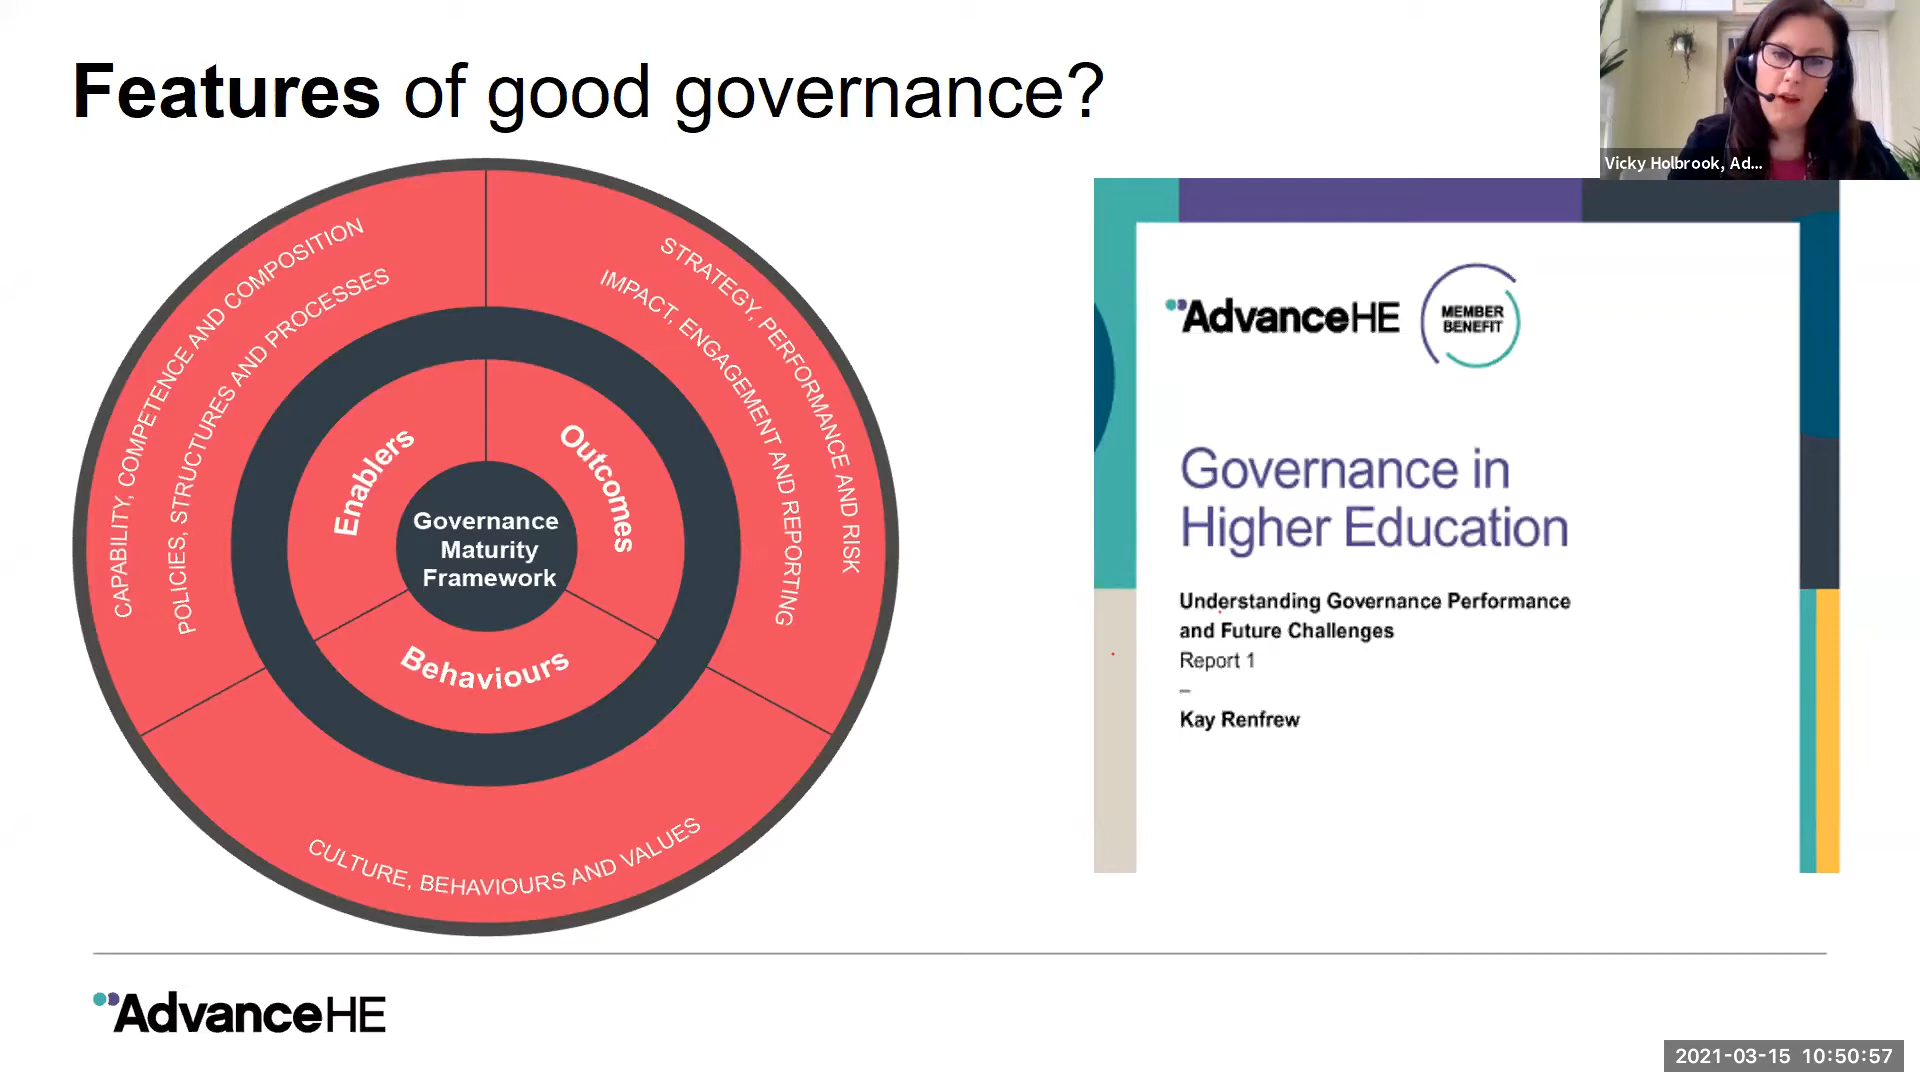 Features of good governance?
Vicky Holbrook, Ad...
CAPABILITY, COMPETENCE AND COMPOSITION
POLICIES, STRUCTURES AND PROCESSES
STRATEGY, PERFORMANCE AND RISK
IMPACT, ENGAGEMENT AND REPORTING
Enablers
Outcomes
Governance
Maturity
Framework
Behaviours
CULTURE, BEHAVIOURS AND VALUES
AdvanceHE
MEMBER
BENEFIT
Governance in
Higher Education
Understanding Governance Performance
and Future Challenges
Report 1
–
Kay Renfrew
AdvanceHE
2021-03-15 10:50:57